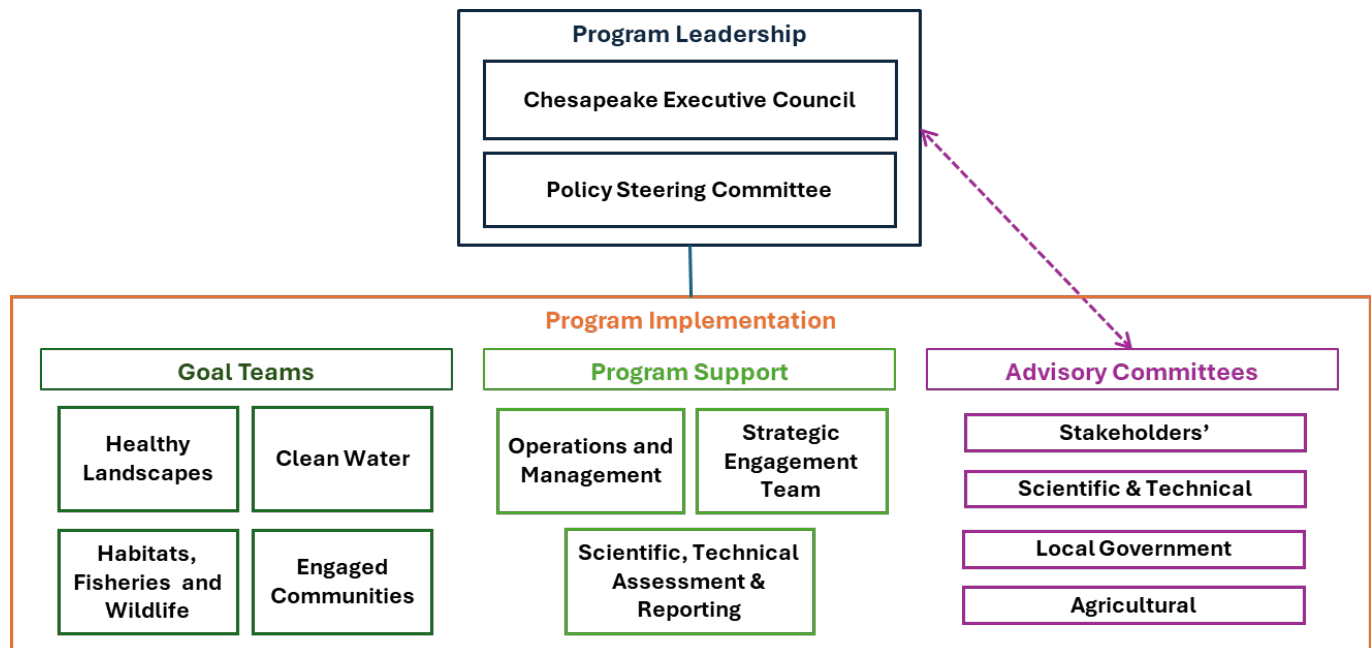 Program Leadership
Chesapeake Executive Council
Policy Steering Committee
Program Implementation
Goal Teams
Healthy
Landscapes
Clean Water
Habitats,
Fisheries and
Wildlife
Engaged
Communities
Program Support
Operations and
Management
Strategic
Engagement
Team
Scientific, Technical
Assessment &
Reporting
Advisory Committees
Stakeholders’
Scientific & Technical
Local Government
Agricultural